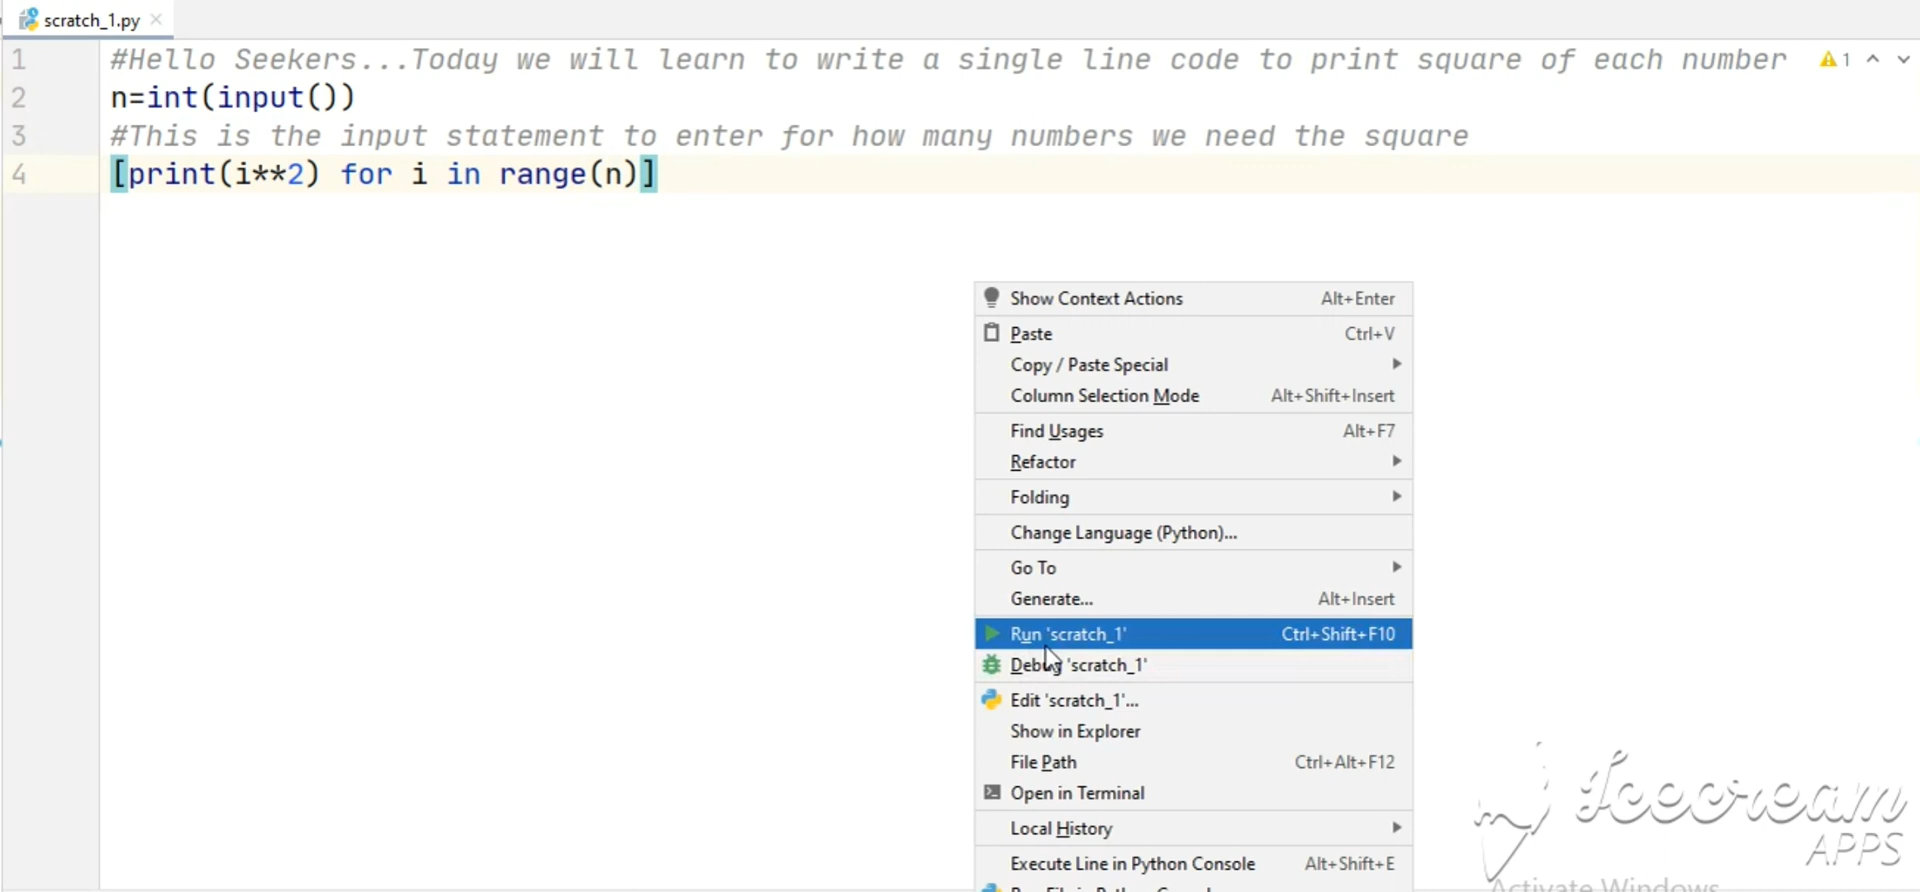 scratch_1.py
1 #Hello Seekers...Today we will learn to write a single line code to print square of each number
1
2 n=int(input())
3 #This is the input statement to enter for how many numbers we need the square
4 [print(i**2) for i in range(n)]
Show Context Actions Alt+Enter
Paste Ctrl+V
Copy / Paste Special
Column Selection Mode Alt+Shift+Insert
Find Usages Alt+F7
Refactor
Folding
Change Language (Python)...
Go To
Generate... Alt+Insert
Run 'scratch_1' Ctrl+Shift+F10
Debug 'scratch_1'
Edit 'scratch_1'...
Show in Explorer
File Path Ctrl+Alt+F12
Open in Terminal
Local History
Execute Line in Python Console Alt+Shift+E
Icecream
APPS
Activate Windows